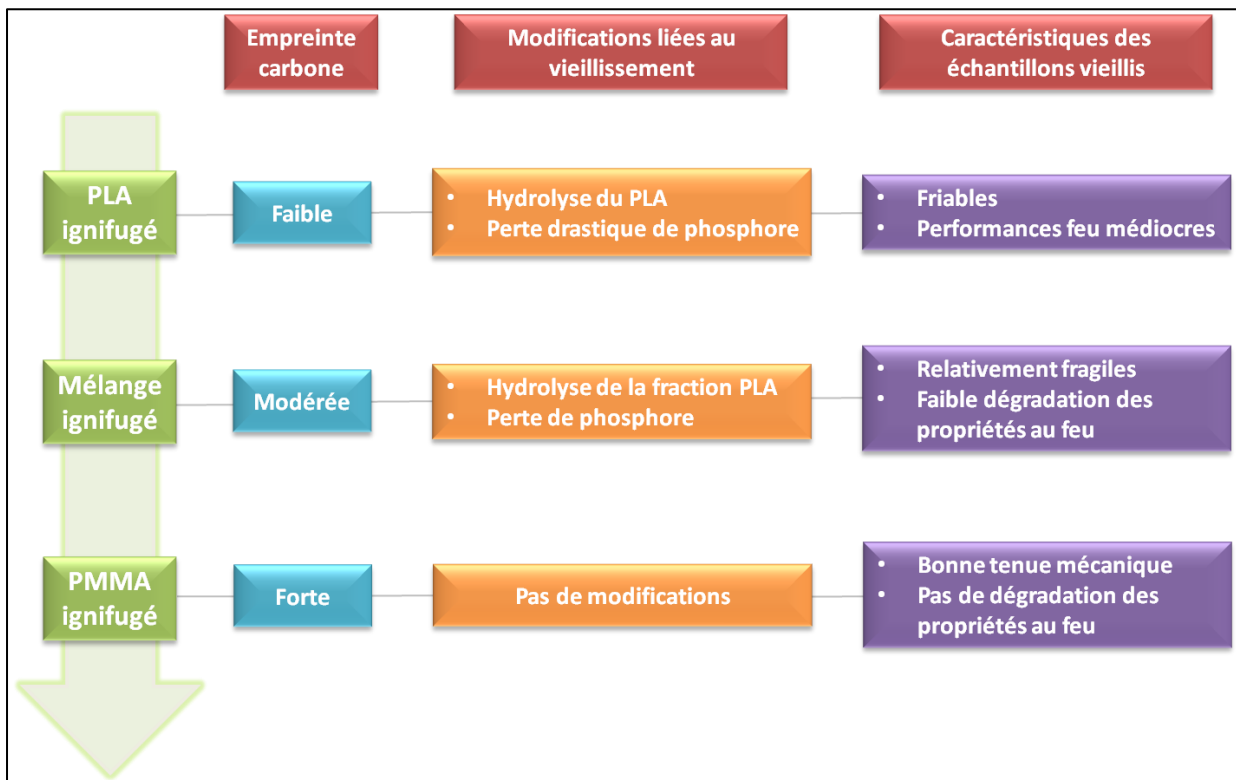 Empreinte
carbone
Modifications liées au
vieillissement
Caractéristiques des
échantillons vieillis
PLA
ignifugé
Faible
• Hydrolyse du PLA
• Perte drastique de phosphore
• Friables
• Performances feu médiocres
Mélange
ignifugé
Modérée
• Hydrolyse de la fraction PLA
• Perte de phosphore
• Relativement fragiles
• Faible dégradation des
propriétés au feu
PMMA
ignifugé
Forte
Pas de modifications
• Bonne tenue mécanique
• Pas de dégradation des
propriétés au feu